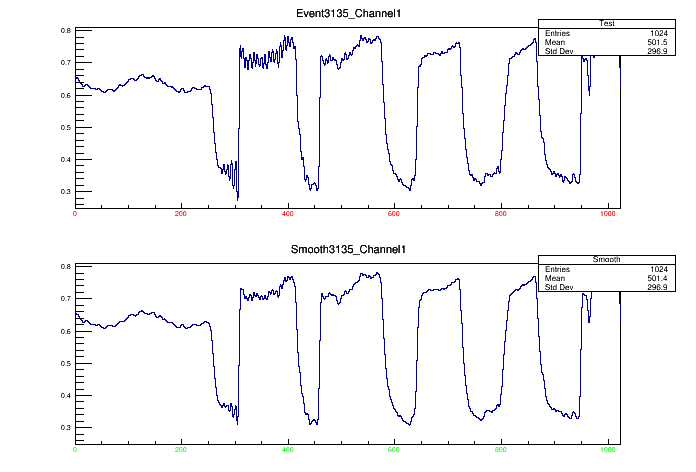 Event3135_Channel1
Test
Entries 1024
Mean 501.5
Std Dev 296.9
0.8
0.7
0.6
0.5
0.4
0.3
0 200 400 600 800 1000
Smooth3135_Channel1
Smooth
Entries 1024
Mean 501.4
Std Dev 296.9
0.8
0.7
0.6
0.5
0.4
0.3
0 200 400 600 800 1000